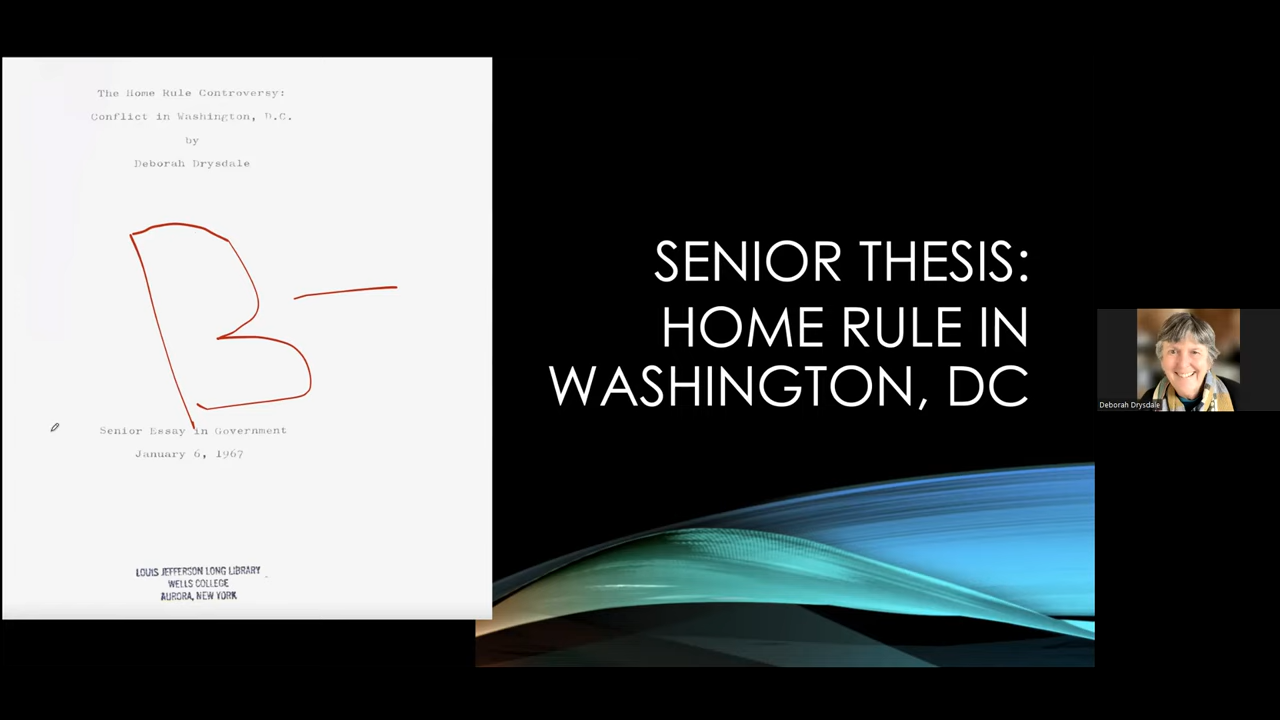 The Home Rule Controversy:
Conflict in Washington, D.C.
by
Deborah Drysdale
B-
Senior Essay in Government
January 6, 1967
LOUIS JEFFERSON LONG LIBRARY
WELLS COLLEGE
AURORA, NEW YORK
SENIOR THESIS:
HOME RULE IN
WASHINGTON, DC
Deborah Drysdale